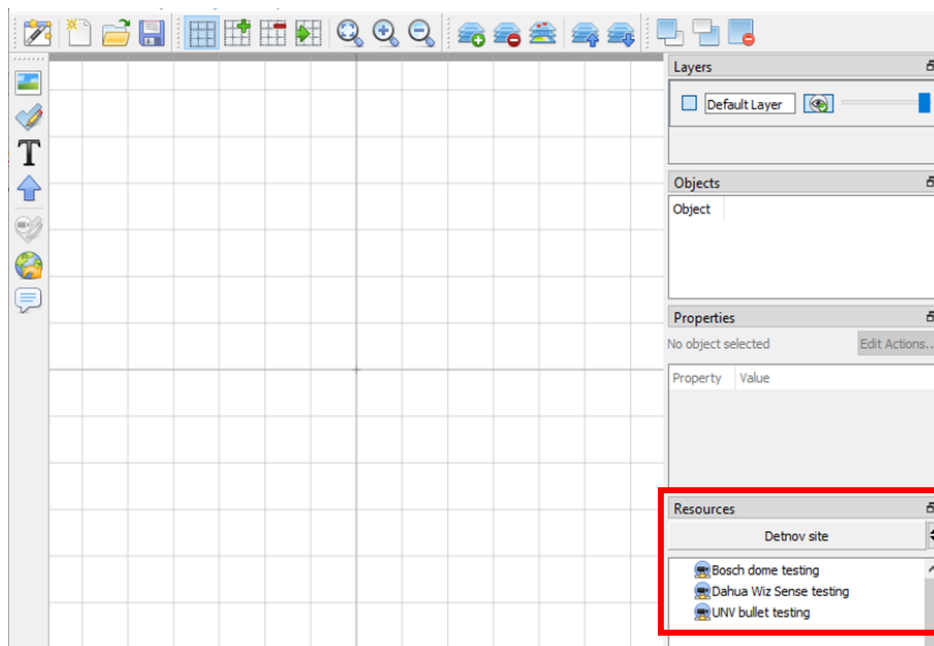 Layers
Default Layer
Objects
Object
T
Properties
No object selected
Edit Actions..
Property Value
Resources
Detnov site
Bosch dome testing
Dahua Wiz Sense testing
UNV bullet testing